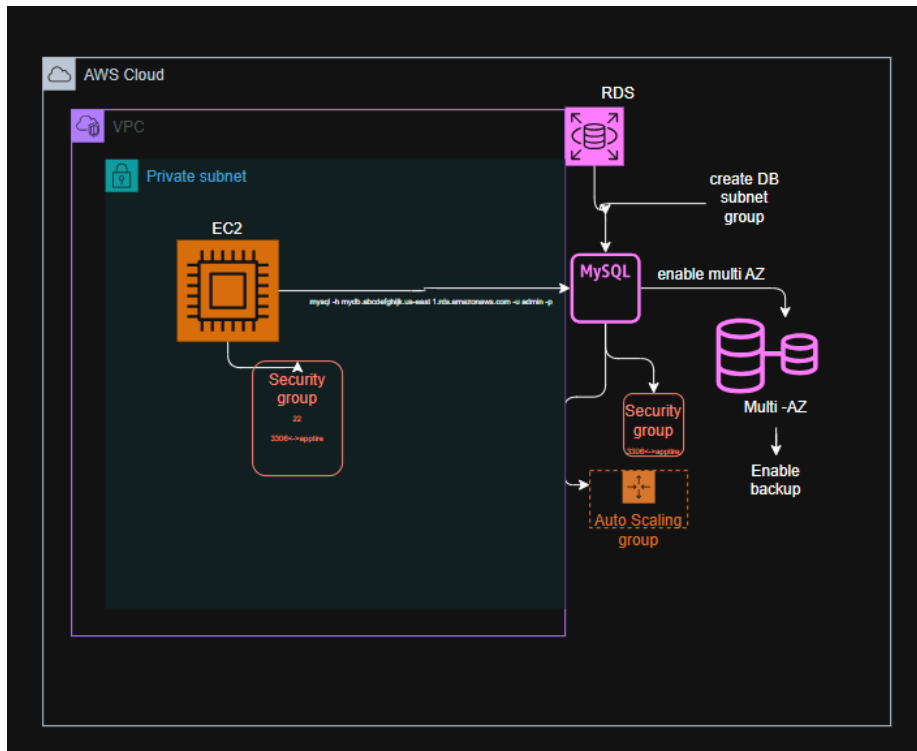 AWS Cloud
RDS
VPC
Private subnet
create DB
subnet
group
EC2
MySQL
enable multi AZ
mysql -h mydb.abcdefghijk.us-east 1.rds.amazonaws.com -u admin -p
Security
group
22
3306<->apptire
Security
group
3306<->apptire
Multi -AZ
Enable
backup
Auto Scaling
group